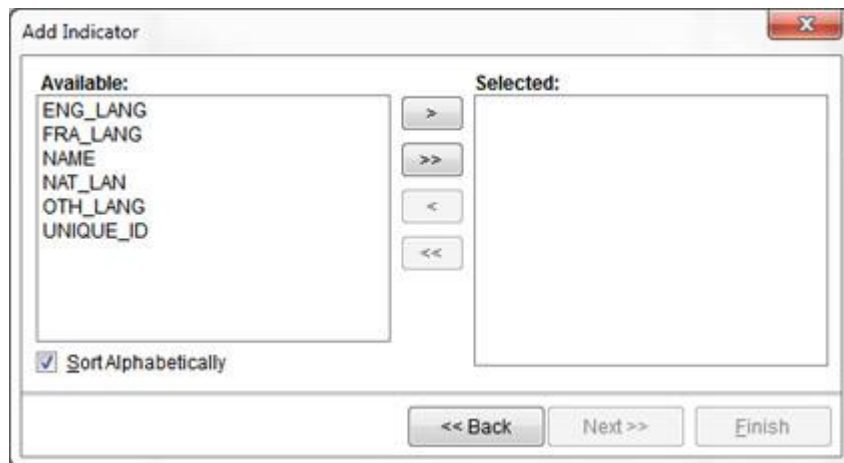 Add Indicator
Available:
Selected:
ENG_LANG
FRA_LANG
NAME
NAT_LAN
OTH_LANG
UNIQUE_ID
>
>>
<
<<
Sort Alphabetically
<< Back
Next >>
Finish